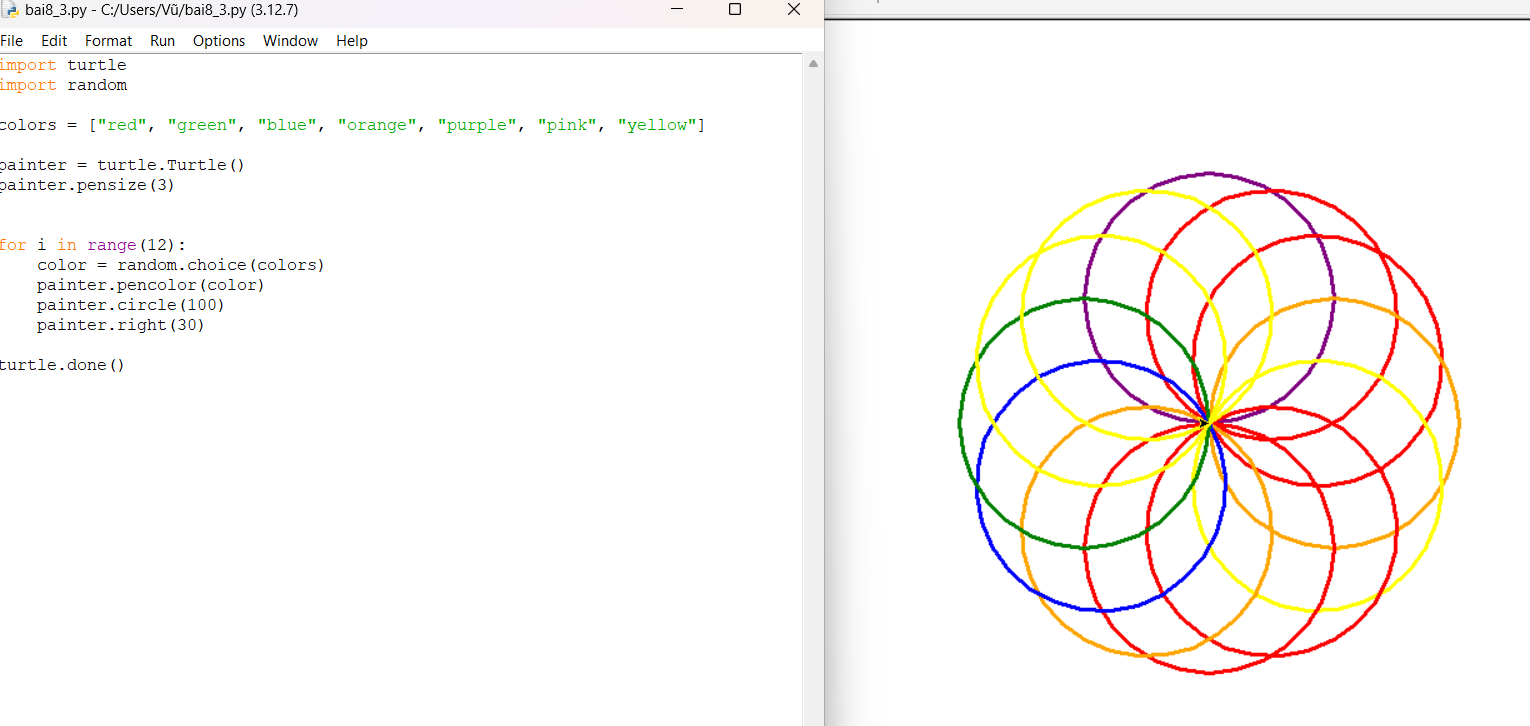 bai8_3.py - C:/Users/Vũ/bai8_3.py (3.12.7)
File Edit Format Run Options Window Help
import turtle
import random
colors = ["red", "green", "blue", "orange", "purple", "pink", "yellow"]
painter = turtle.Turtle()
painter.pensize(3)
for i in range(12):
    color = random.choice(colors)
    painter.pencolor(color)
    painter.circle(100)
    painter.right(30)
turtle.done()